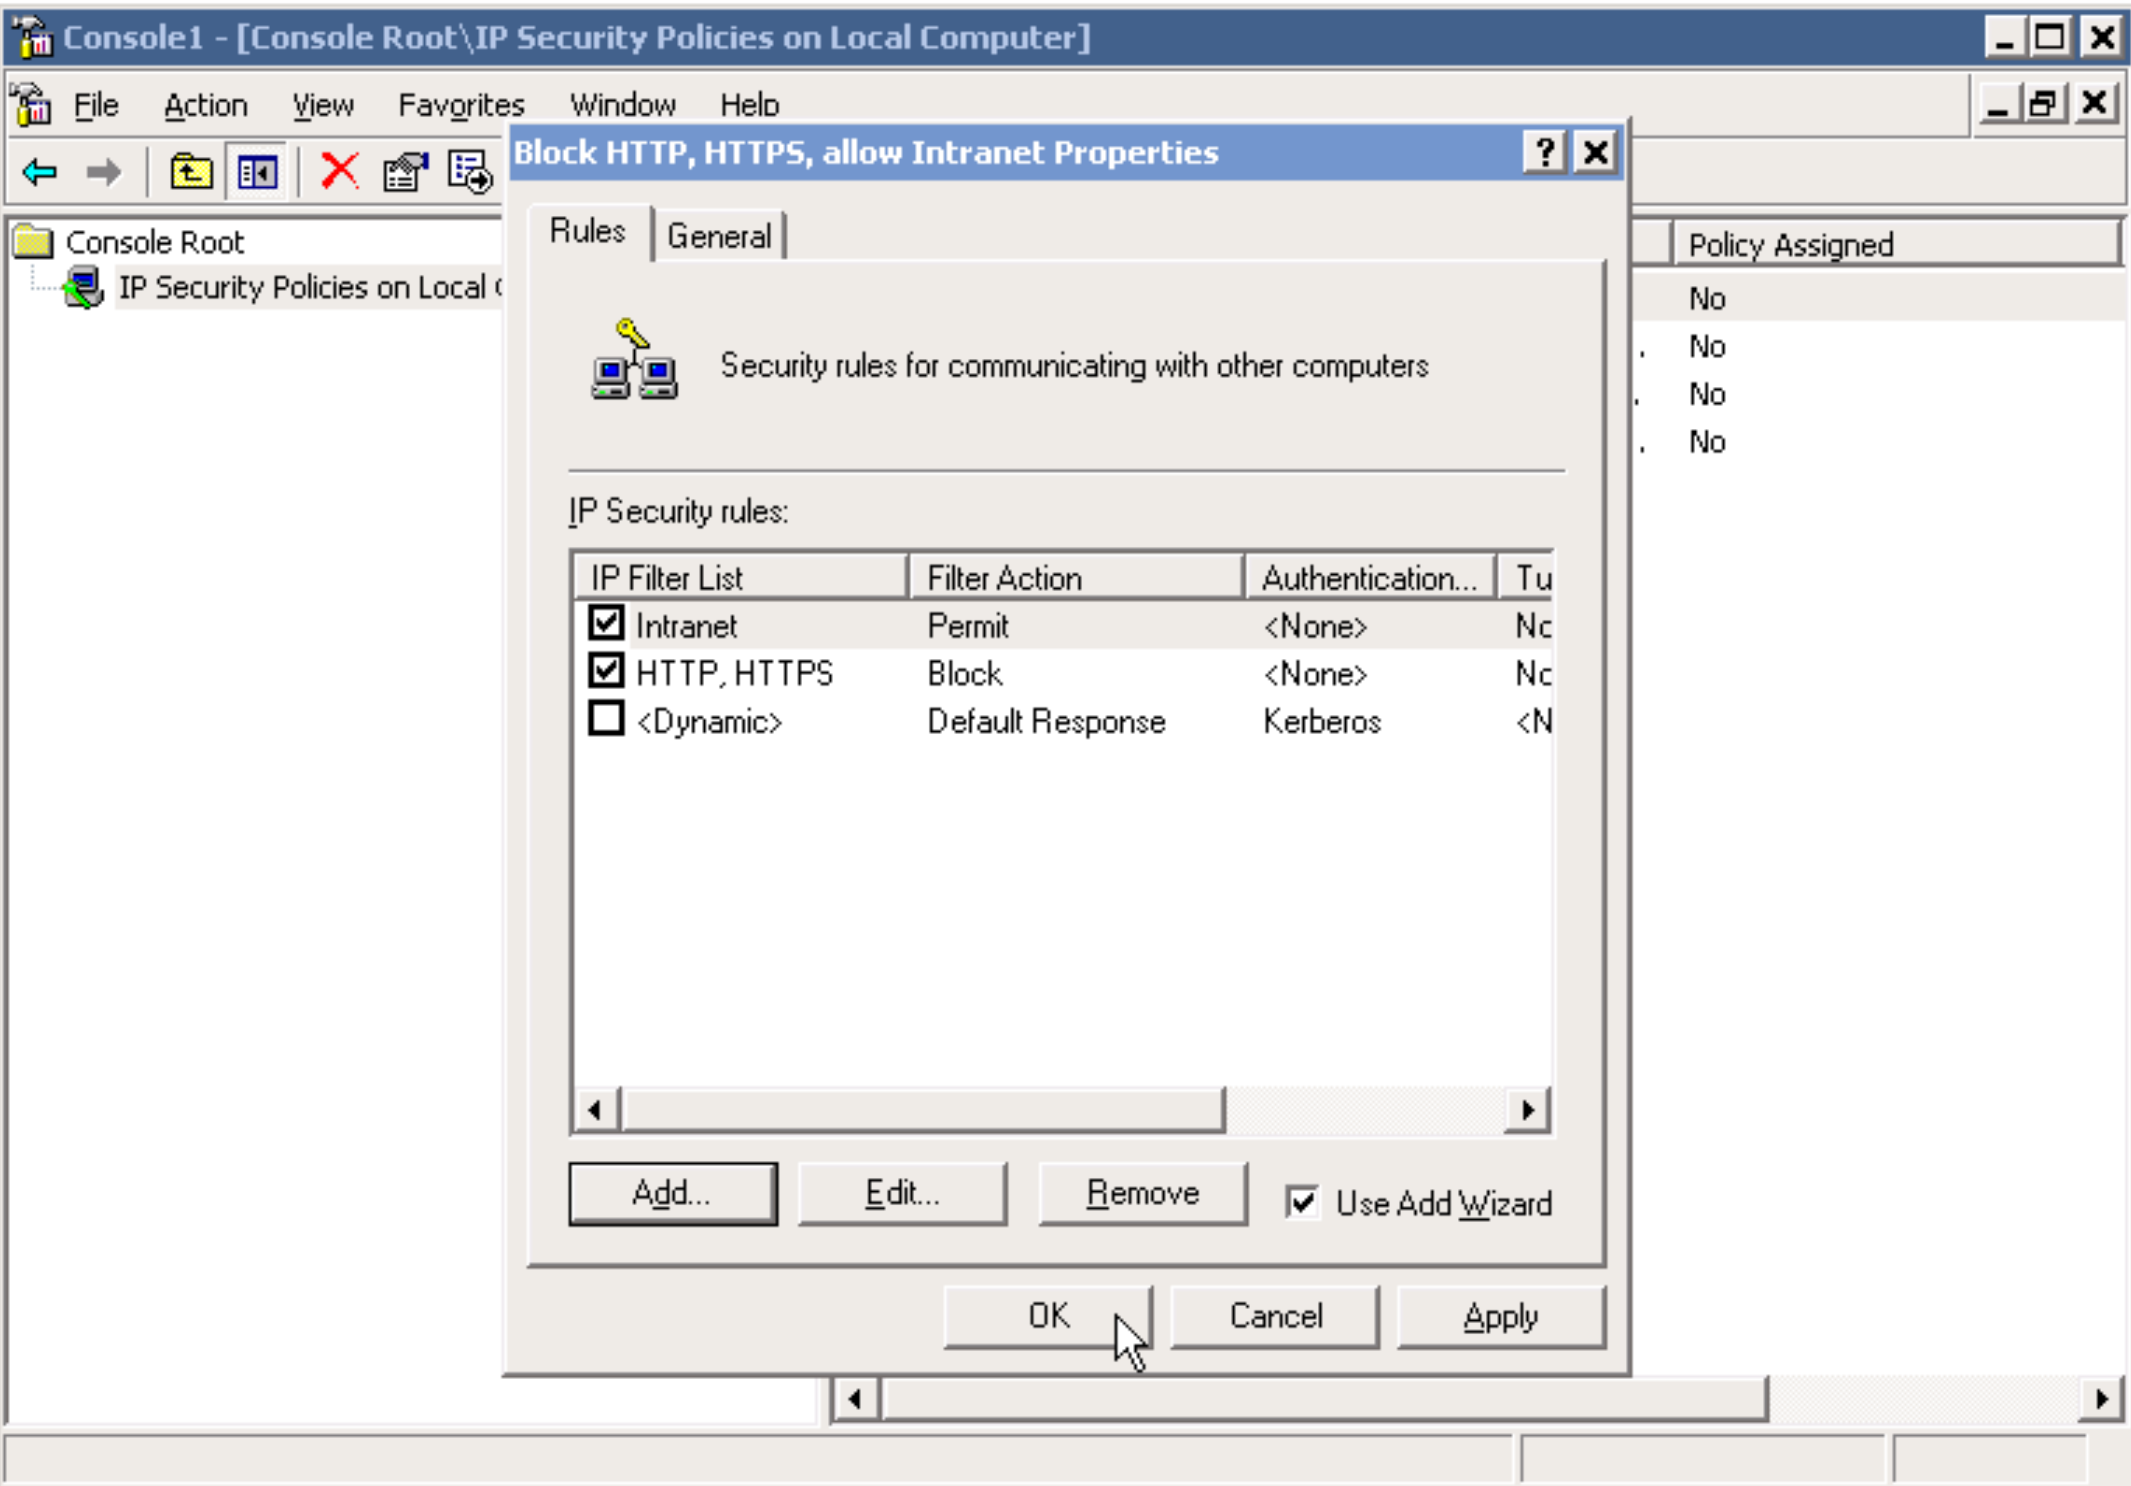 Console1 - [Console Root\IP Security Policies on Local Computer]
File Action View Favorites Window Help
Block HTTP, HTTPS, allow Intranet Properties
Rules General
Console Root
IP Security Policies on Local
Policy Assigned
No
No
No
No
Security rules for communicating with other computers
IP Security rules:
IP Filter List Filter Action Authentication... Tu
Intranet Permit <None> No
HTTP, HTTPS Block <None> No
<Dynamic> Default Response Kerberos <N
Add... Edit... Remove Use Add Wizard
OK Cancel Apply